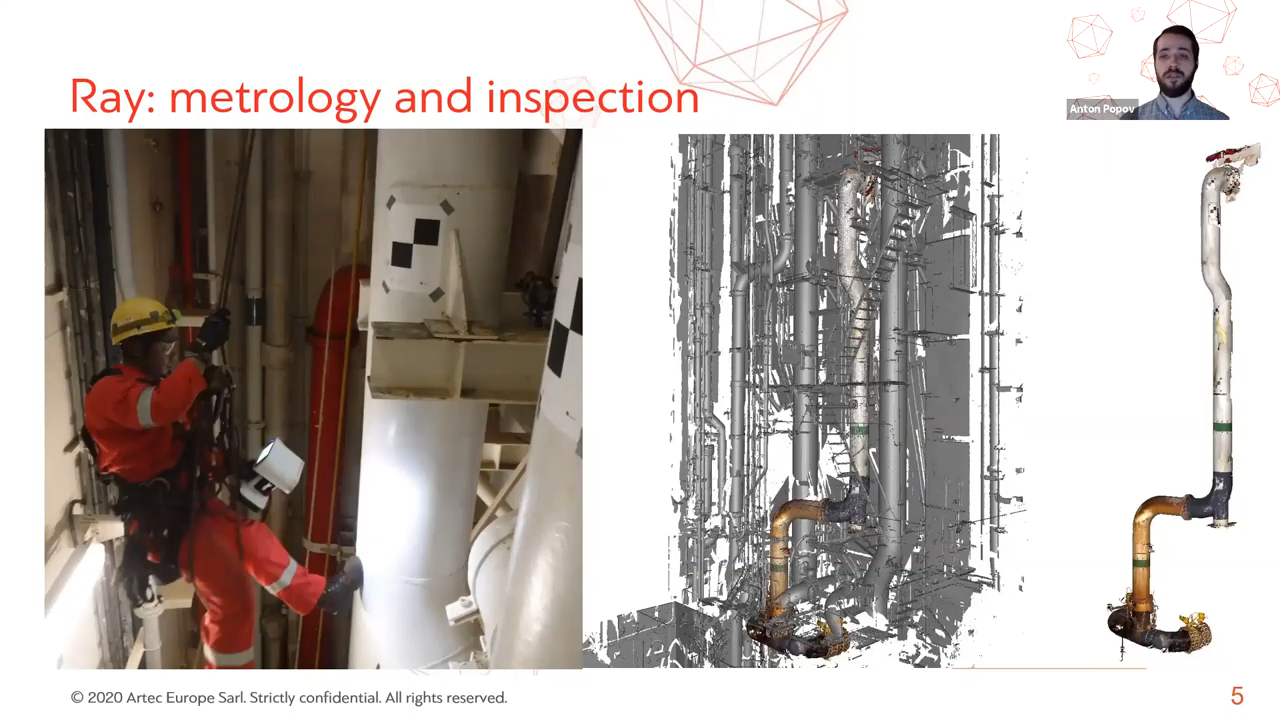 Ray: metrology and inspection
Anton Popov
© 2020 Artec Europe Sarl. Strictly confidential. All rights reserved.
5